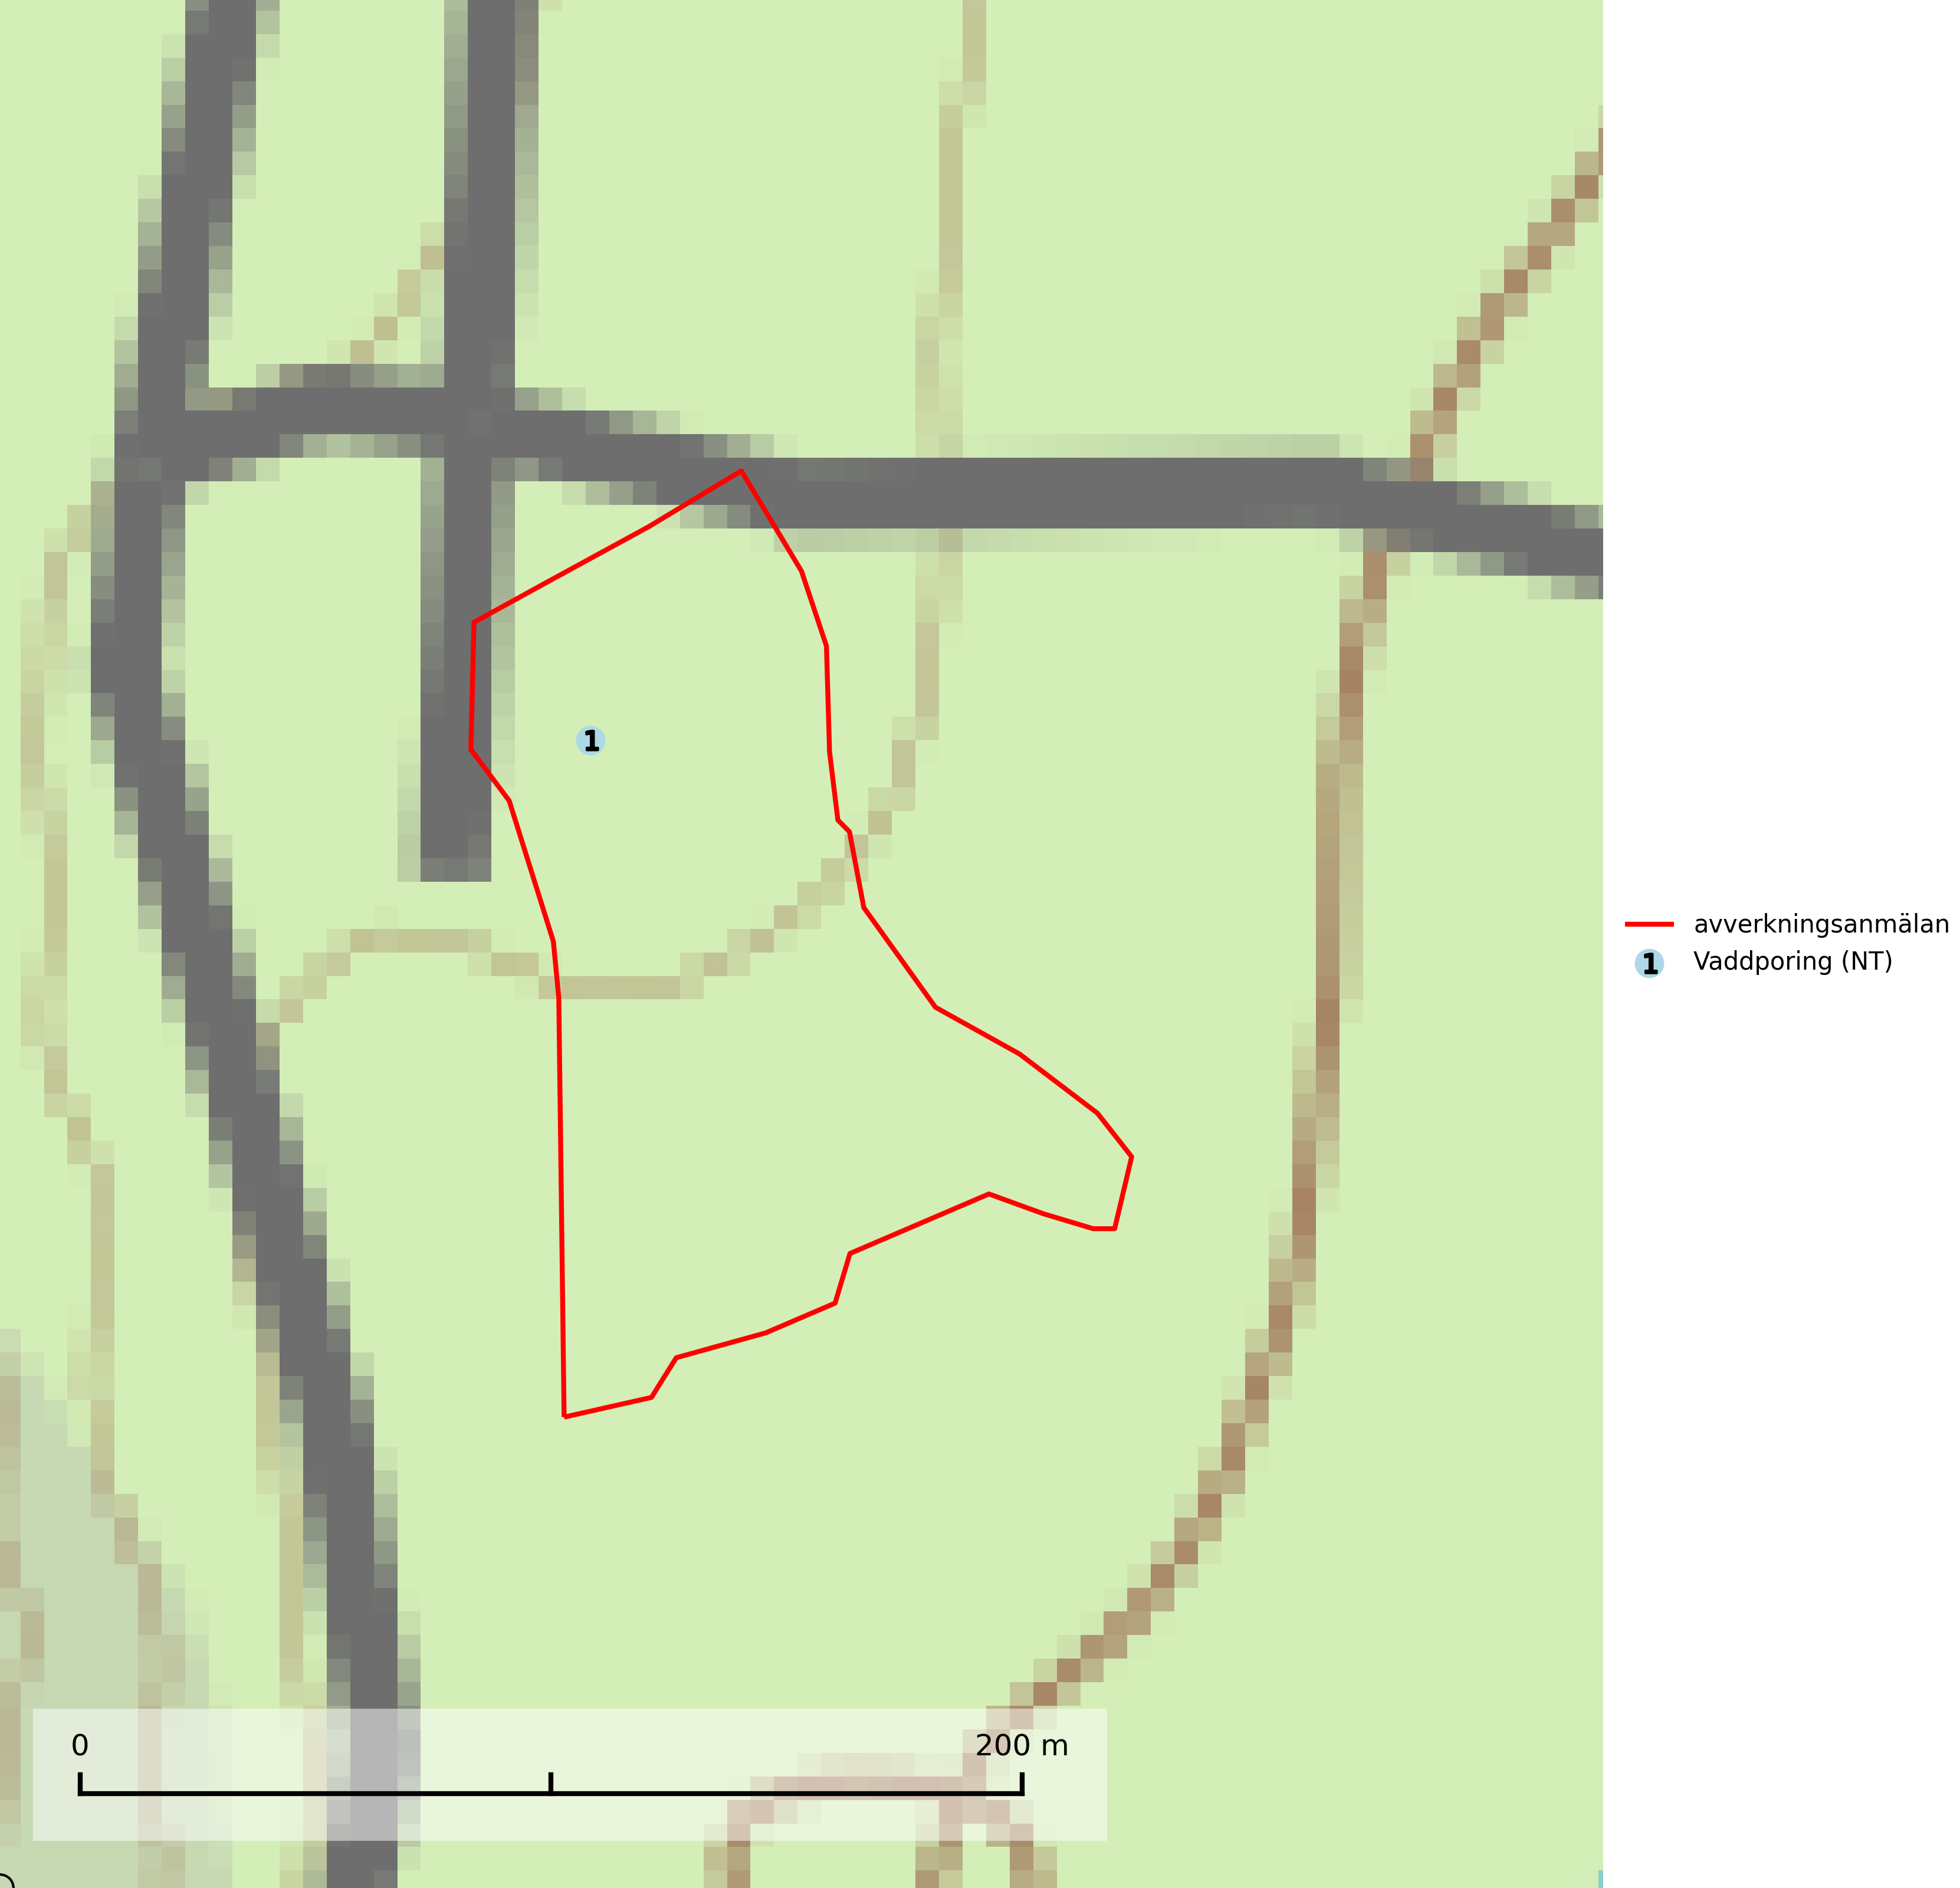 1
avverkningsanmälan
1 Vaddporing (NT)
0 200 m